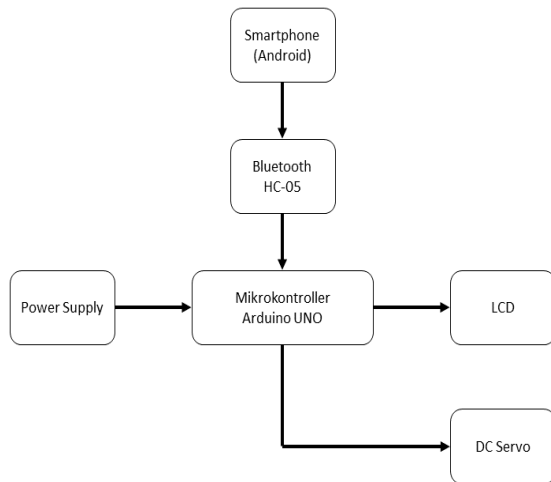 Smartphone
(Android)
Bluetooth
HC-05
Power Supply
Mikrokontroller
Arduino UNO
LCD
DC Servo